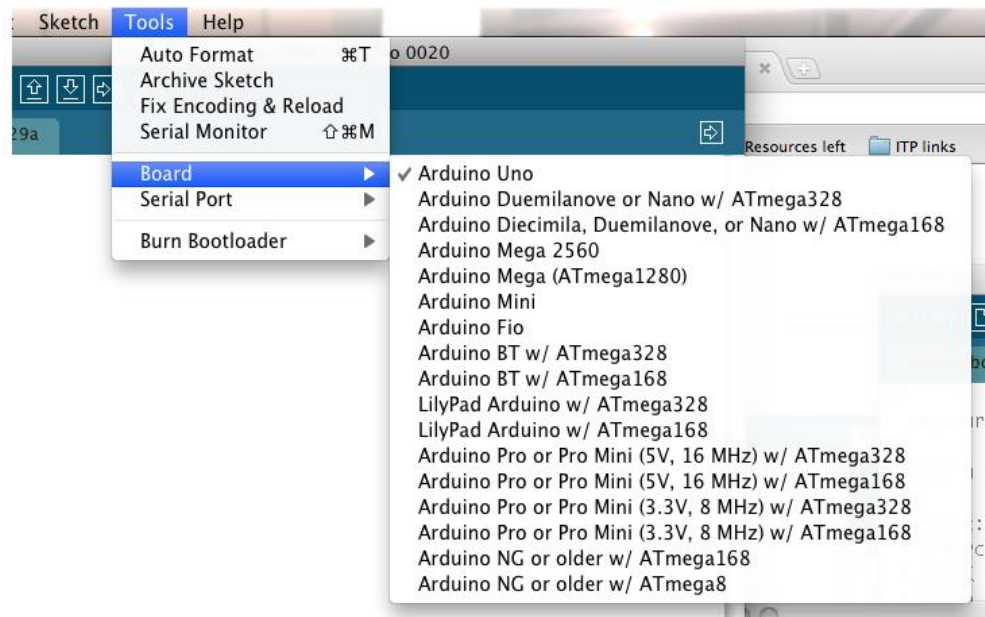 Sketch Tools Help
o 0020
Auto Format ⌘T
Archive Sketch
Fix Encoding & Reload
Serial Monitor ⇧⌘M
29a
Resources left ITP links
Board
Serial Port
Burn Bootloader
✓ Arduino Uno
Arduino Duemilanove or Nano w/ ATmega328
Arduino Diecimila, Duemilanove, or Nano w/ ATmega168
Arduino Mega 2560
Arduino Mega (ATmega1280)
Arduino Mini
Arduino Fio
Arduino BT w/ ATmega328
Arduino BT w/ ATmega168
LilyPad Arduino w/ ATmega328
LilyPad Arduino w/ ATmega168
Arduino Pro or Pro Mini (5V, 16 MHz) w/ ATmega328
Arduino Pro or Pro Mini (5V, 16 MHz) w/ ATmega168
Arduino Pro or Pro Mini (3.3V, 8 MHz) w/ ATmega328
Arduino Pro or Pro Mini (3.3V, 8 MHz) w/ ATmega168
Arduino NG or older w/ ATmega168
Arduino NG or older w/ ATmega8